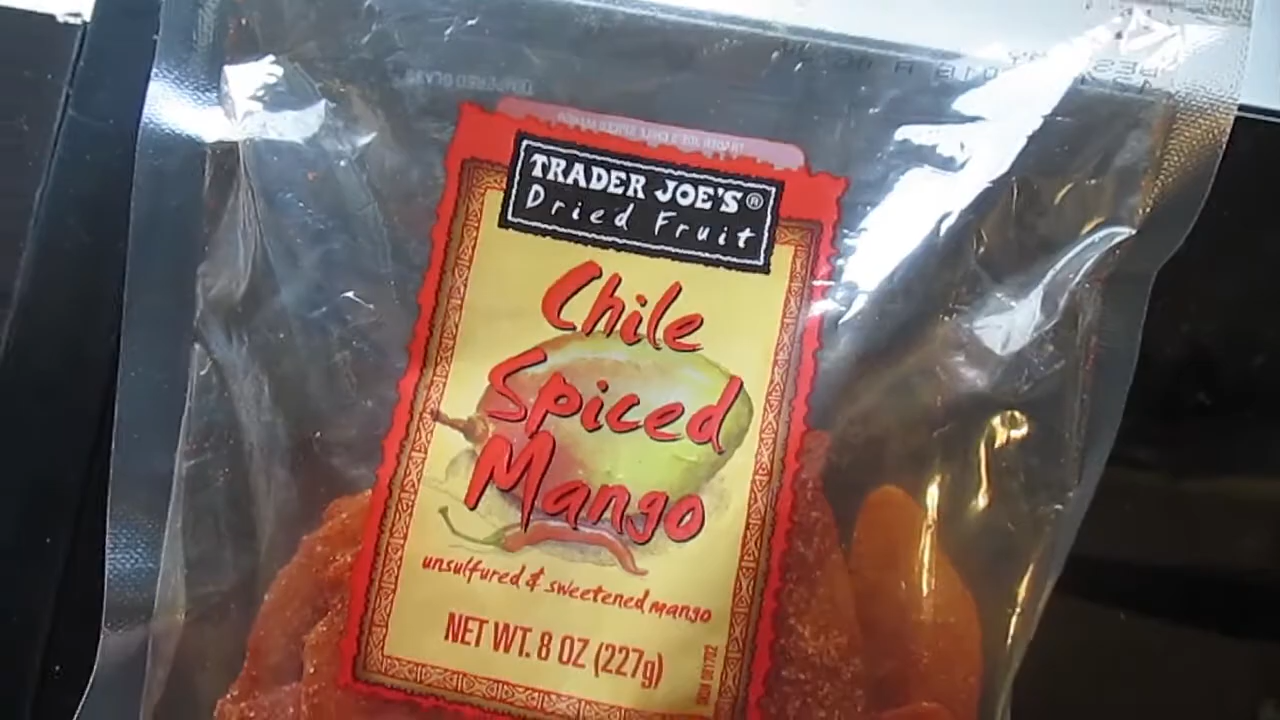 TRADER JOE'S®
Dried Fruit
Chile
Spiced
Mango
unsulfured & sweetened mango
NET WT. 8 OZ (227g)